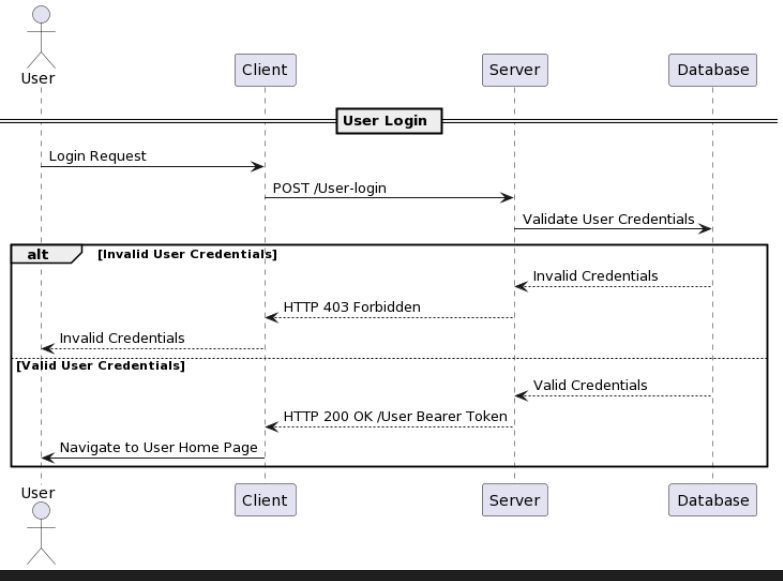 User
Client
Server
Database
User Login
Login Request
POST /User-login
Validate User Credentials
alt
[Invalid User Credentials]
Invalid Credentials
HTTP 403 Forbidden
Invalid Credentials
[Valid User Credentials]
Valid Credentials
HTTP 200 OK /User Bearer Token
Navigate to User Home Page
User
Client
Server
Database